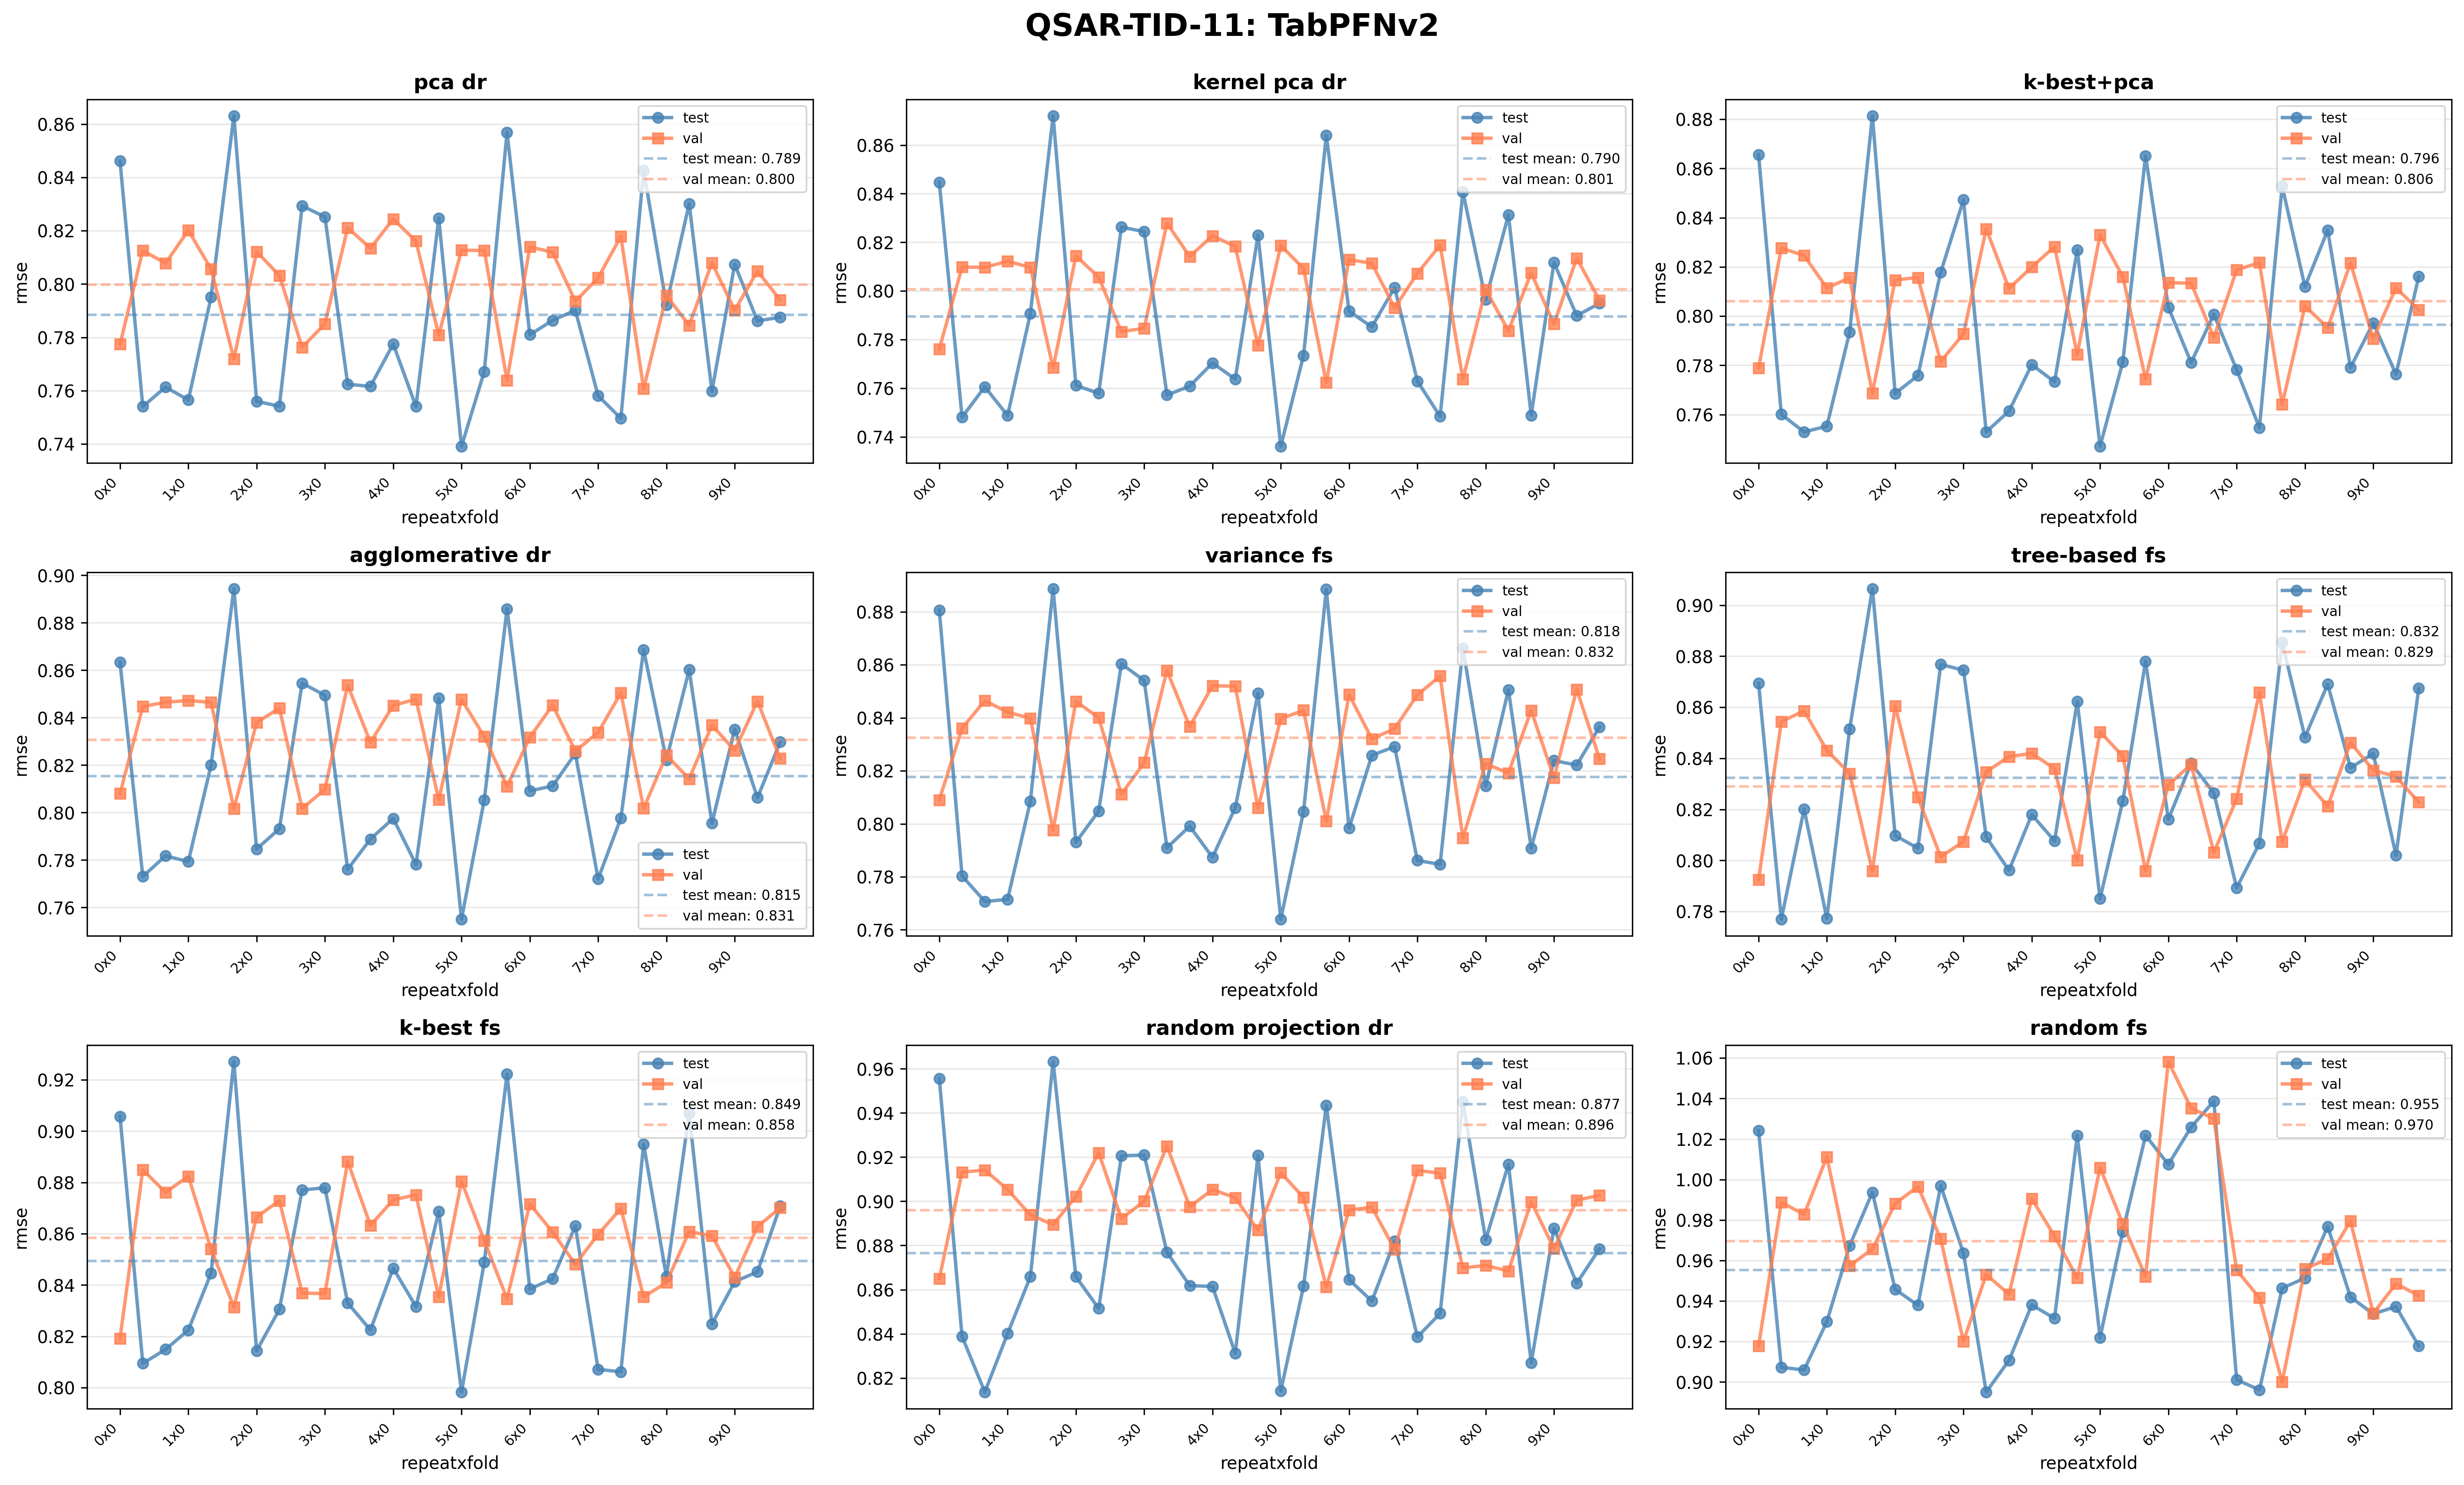 QSAR-TID-11: TabPFNv2
pca dr
rmse
0.86
0.84
0.82
0.80
0.78
0.76
0.74
test
val
test mean: 0.789
val mean: 0.800
0x0 1x0 2x0 3x0 4x0 5x0 6x0 7x0 8x0 9x0
repeatxfold
kernel pca dr
rmse
0.86
0.84
0.82
0.80
0.78
0.76
0.74
test
val
test mean: 0.790
val mean: 0.801
0x0 1x0 2x0 3x0 4x0 5x0 6x0 7x0 8x0 9x0
repeatxfold
k-best+pca
rmse
0.88
0.86
0.84
0.82
0.80
0.78
0.76
test
val
test mean: 0.796
val mean: 0.806
0x0 1x0 2x0 3x0 4x0 5x0 6x0 7x0 8x0 9x0
repeatxfold
agglomerative dr
rmse
0.90
0.88
0.86
0.84
0.82
0.80
0.78
0.76
test
val
test mean: 0.815
val mean: 0.831
0x0 1x0 2x0 3x0 4x0 5x0 6x0 7x0 8x0 9x0
repeatxfold
variance fs
rmse
0.88
0.86
0.84
0.82
0.80
0.78
0.76
test
val
test mean: 0.818
val mean: 0.832
0x0 1x0 2x0 3x0 4x0 5x0 6x0 7x0 8x0 9x0
repeatxfold
tree-based fs
rmse
0.90
0.88
0.86
0.84
0.82
0.80
0.78
test
val
test mean: 0.832
val mean: 0.829
0x0 1x0 2x0 3x0 4x0 5x0 6x0 7x0 8x0 9x0
repeatxfold
k-best fs
rmse
0.92
0.90
0.88
0.86
0.84
0.82
0.80
test
val
test mean: 0.849
val mean: 0.858
0x0 1x0 2x0 3x0 4x0 5x0 6x0 7x0 8x0 9x0
repeatxfold
random projection dr
rmse
0.96
0.94
0.92
0.90
0.88
0.86
0.84
0.82
test
val
test mean: 0.877
val mean: 0.896
0x0 1x0 2x0 3x0 4x0 5x0 6x0 7x0 8x0 9x0
repeatxfold
random fs
rmse
1.06
1.04
1.02
1.00
0.98
0.96
0.94
0.92
0.90
test
val
test mean: 0.955
val mean: 0.970
0x0 1x0 2x0 3x0 4x0 5x0 6x0 7x0 8x0 9x0
repeatxfold